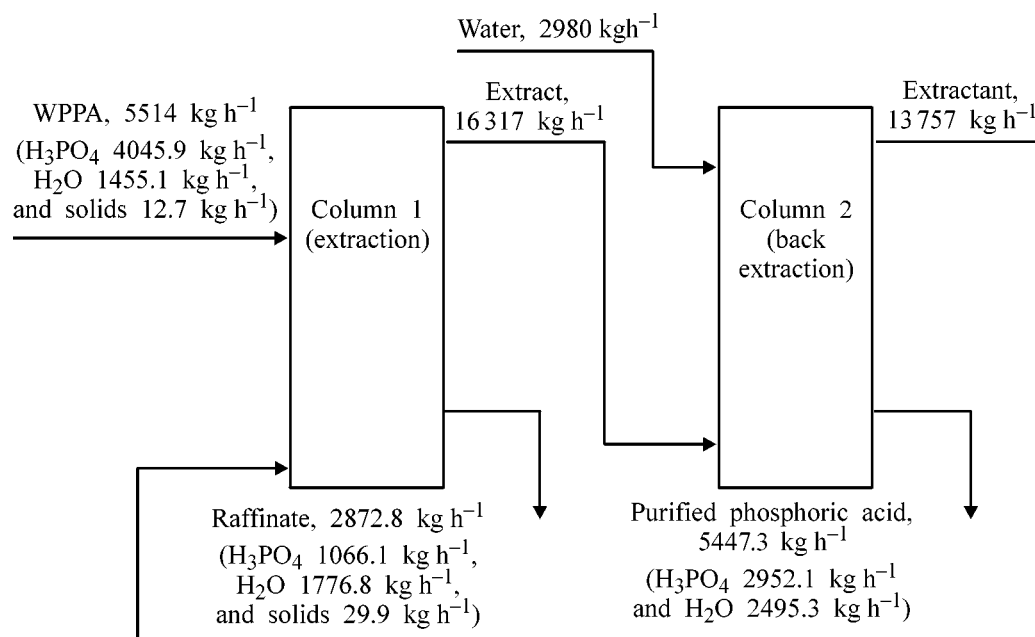 Water, 2980 kgh⁻¹
WPPA, 5514 kg h⁻¹
(H₃PO₄ 4045.9 kg h⁻¹,
H₂O 1455.1 kg h⁻¹,
and solids 12.7 kg h⁻¹)
Column 1
(extraction)
Extract,
16 317 kg h⁻¹
Column 2
(back
extraction)
Extractant,
13 757 kg h⁻¹
Raffinate, 2872.8 kg h⁻¹
(H₃PO₄ 1066.1 kg h⁻¹,
H₂O 1776.8 kg h⁻¹,
and solids 29.9 kg h⁻¹)
Purified phosphoric acid,
5447.3 kg h⁻¹
(H₃PO₄ 2952.1 kg h⁻¹
and H₂O 2495.3 kg h⁻¹)